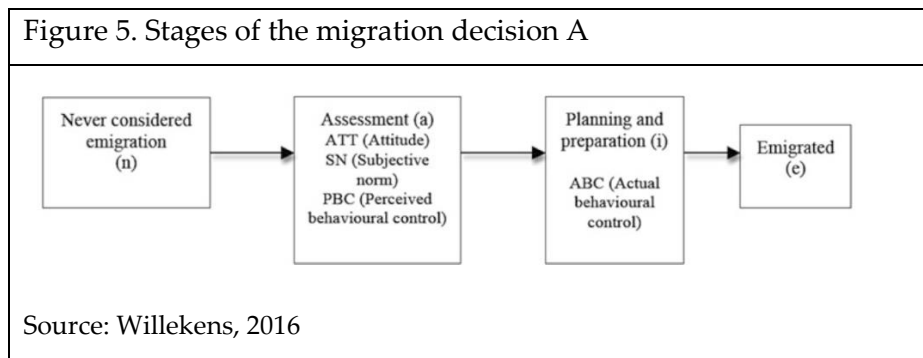 Figure 5. Stages of the migration decision A
Never considered
emigration
(n)
Assessment (a)
ATT (Attitude)
SN (Subjective
norm)
PBC (Perceived
behavioural control)
Planning and
preparation (i)
ABC (Actual
behavioural
control)
Emigrated
(e)
Source: Willekens, 2016